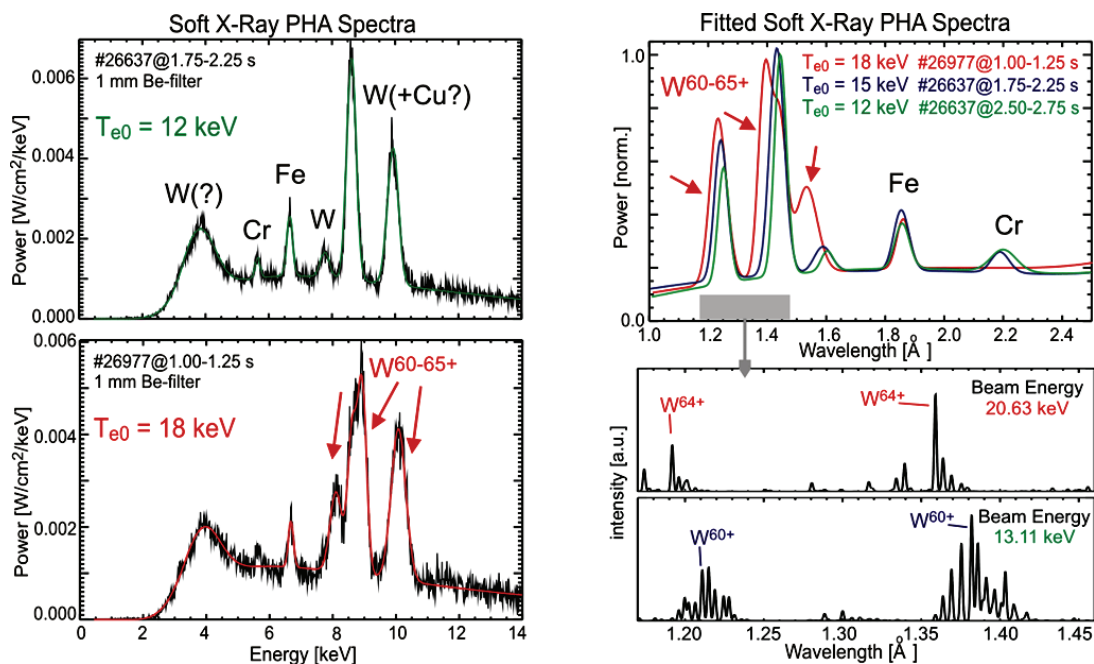 Soft X-Ray PHA Spectra
#26637@1.75-2.25 s
1 mm Be-filter
T_e0 = 12 keV
W(?)
Cr
Fe
W
W(+Cu?)
0.006
0.004
0.002
0.000
Power [W/cm2/keV]
#26977@1.00-1.25 s
1 mm Be-filter
T_e0 = 18 keV
W60-65+
0.006
0.004
0.002
0.000
Power [W/cm2/keV]
0 2 4 6 8 10 12 14
Energy [keV]
Fitted Soft X-Ray PHA Spectra
1.0
0.0
Power [norm.]
W60-65+
T_e0 = 18 keV #26977@1.00-1.25 s
T_e0 = 15 keV #26637@1.75-2.25 s
T_e0 = 12 keV #26637@2.50-2.75 s
Fe
Cr
1.0 1.2 1.4 1.6 1.8 2.0 2.2 2.4
Wavelength [Å]
W64+
W64+
Beam Energy
20.63 keV
intensity [a.u.]
W60+
W60+
Beam Energy
13.11 keV
1.20 1.25 1.30 1.35 1.40 1.45
Wavelength [Å]